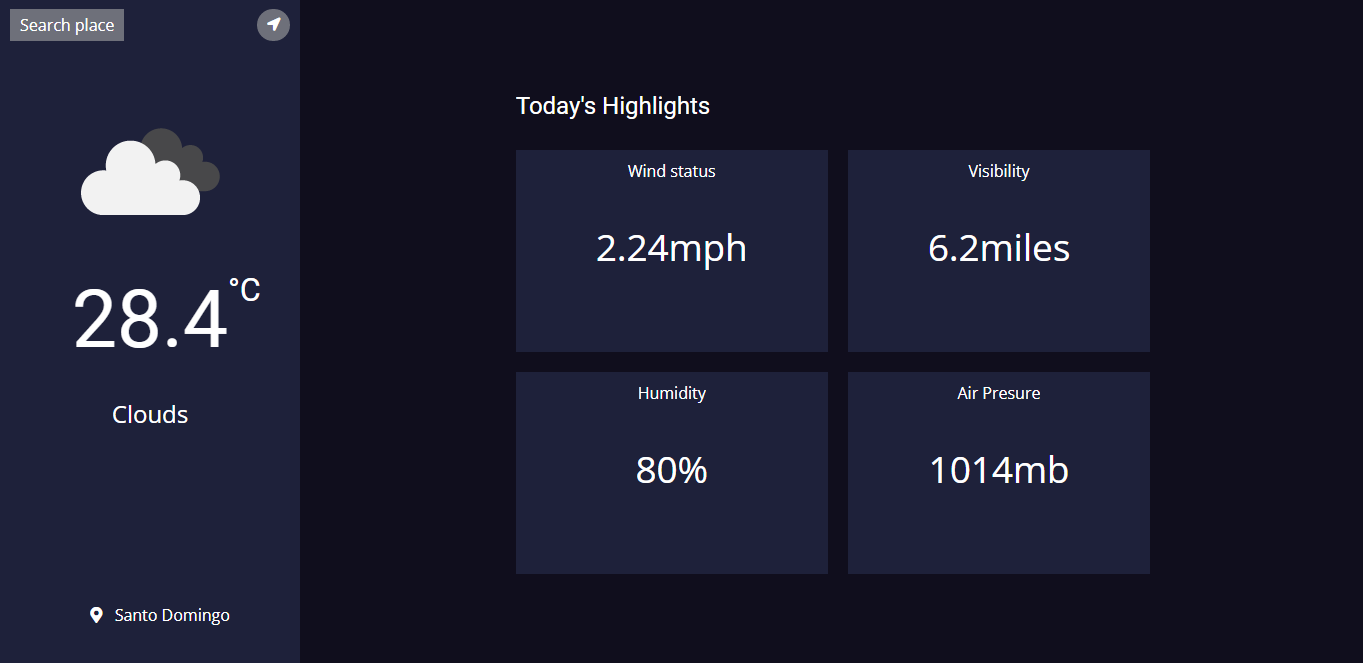 Search place
28.4°C
Clouds
Santo Domingo
Today's Highlights
Wind status
2.24mph
Visibility
6.2miles
Humidity
80%
Air Presure
1014mb